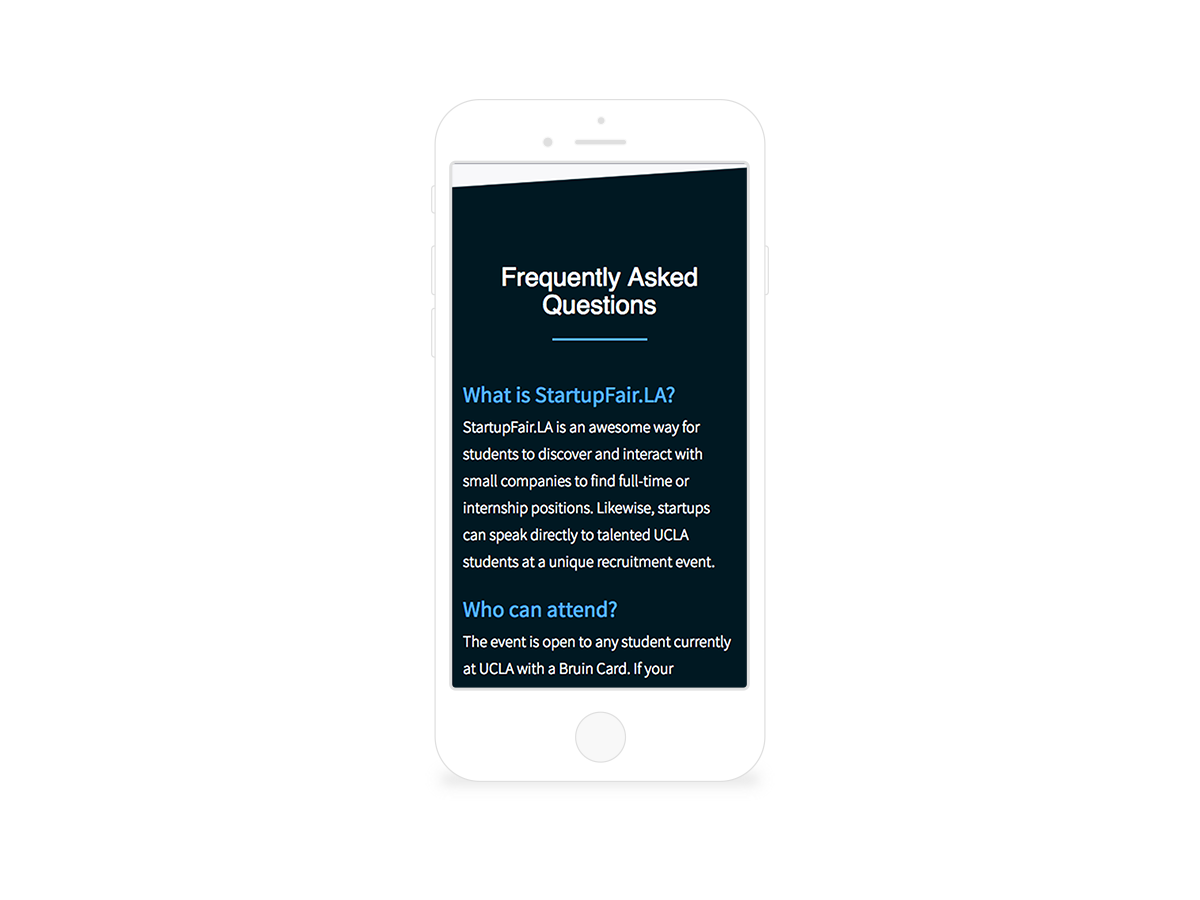 Frequently Asked
Questions
What is StartupFair.LA?
StartupFair.LA is an awesome way for
students to discover and interact with
small companies to find full-time or
internship positions. Likewise, startups
can speak directly to talented UCLA
students at a unique recruitment event.
Who can attend?
The event is open to any student currently
at UCLA with a Bruin Card. If your